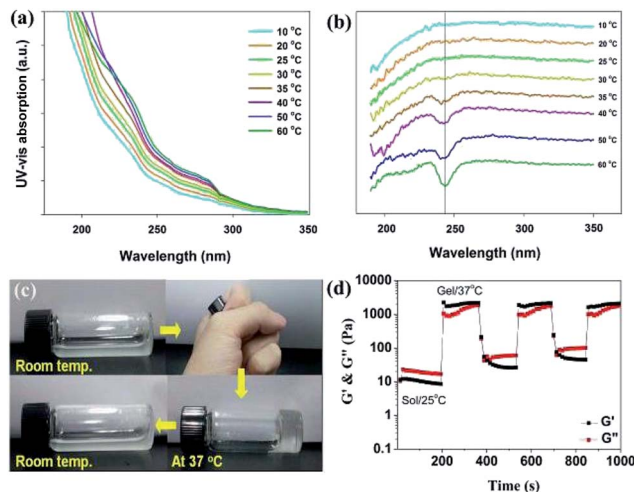 (a)
UV-vis absorption (a.u.)
10 °C
20 °C
25 °C
30 °C
35 °C
40 °C
50 °C
60 °C
200 250 300 350
Wavelength (nm)
(b)
10 °C
20 °C
25 °C
30 °C
35 °C
40 °C
50 °C
60 °C
200 250 300 350
Wavelength (nm)
(c)
Room temp.
Room temp.
At 37 °C
(d)
G' & G" (Pa)
10000
1000
100
10
1
0.1
Gel/37°C
Sol/25°C
G'
G"
0 200 400 600 800 1000
Time (s)